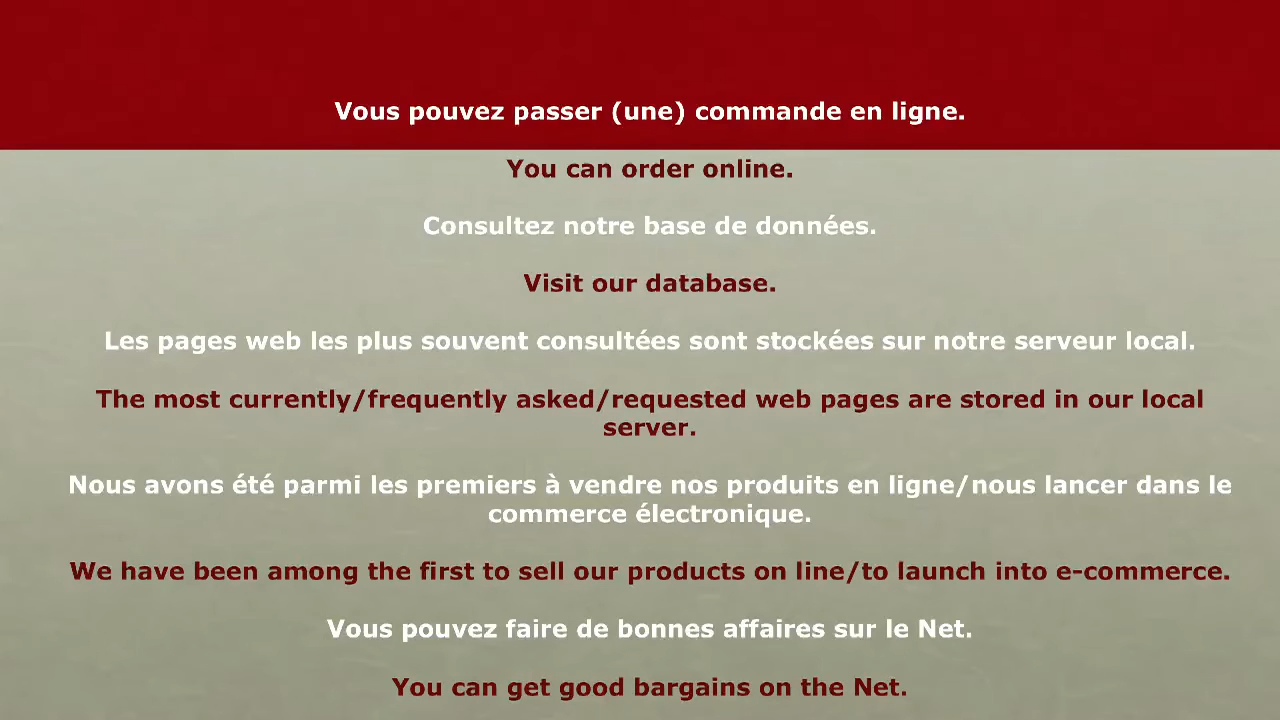 Vous pouvez passer (une) commande en ligne.
You can order online.
Consultez notre base de données.
Visit our database.
Les pages web les plus souvent consultées sont stockées sur notre serveur local.
The most currently/frequently asked/requested web pages are stored in our local
server.
Nous avons été parmi les premiers à vendre nos produits en ligne/nous lancer dans le
commerce électronique.
We have been among the first to sell our products on line/to launch into e-commerce.
Vous pouvez faire de bonnes affaires sur le Net.
You can get good bargains on the Net.